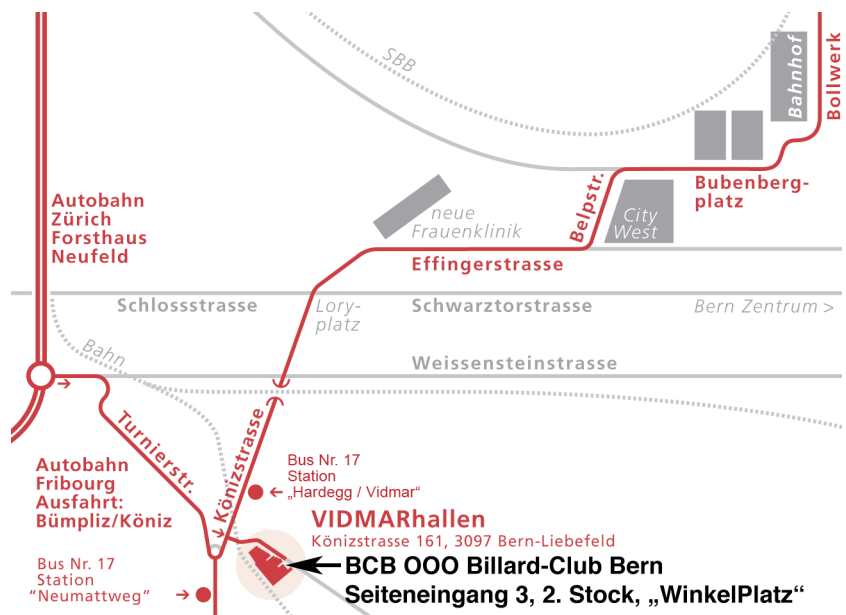 SBB
Bahnhof
Bollwerk
Autobahn
Zürich
Forsthaus
Neufeld
neue
Frauenklinik
Belpstr.
City
West
Bubenberg-
platz
Effingerstrasse
Schlossstrasse
Lory-
platz
Schwarztorstrasse
Bern Zentrum >
Bahn
Weissensteinstrasse
Turnierstr.
Könizstrasse
Autobahn
Fribourg
Ausfahrt:
Bümpliz/Köniz
Bus Nr. 17
Station
„Hardegg / Vidmar“
VIDMARhallen
Könizstrasse 161, 3097 Bern-Liebefeld
Bus Nr. 17
Station
“Neumattweg”
BCB OOO Billard-Club Bern
Seiteneingang 3, 2. Stock, „WinkelPlatz“